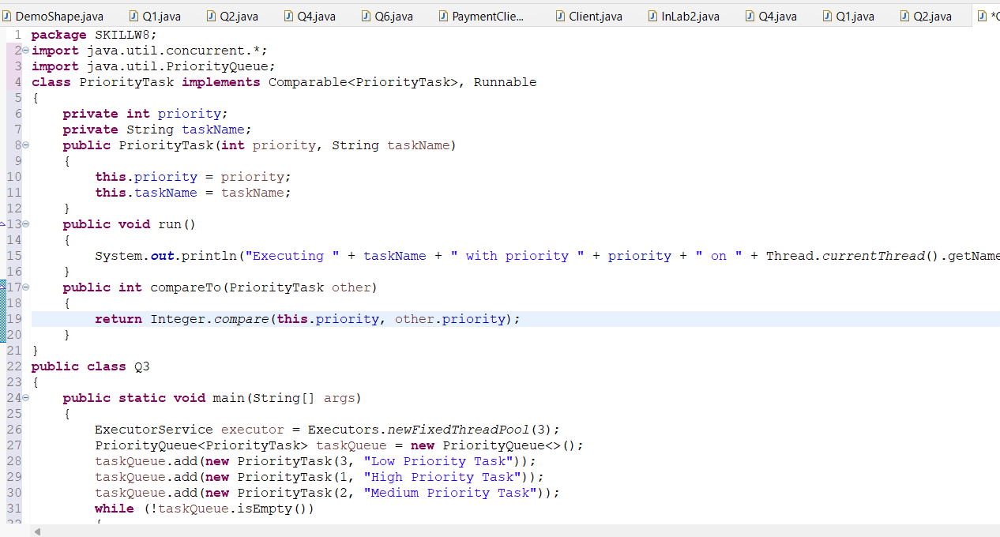 DemoShape.java Q1.java Q2.java Q4.java Q6.java PaymentClie... Client.java InLab2.java Q4.java Q1.java Q2.java
1 package SKILLW8;
2 import java.util.concurrent.*;
3 import java.util.PriorityQueue;
4 class PriorityTask implements Comparable<PriorityTask>, Runnable
5 {
6 private int priority;
7 private String taskName;
8 public PriorityTask(int priority, String taskName)
9 {
10 this.priority = priority;
11 this.taskName = taskName;
12 }
13 public void run()
14 {
15 System.out.println("Executing " + taskName + " with priority " + priority + " on " + Thread.currentThread().getName
16 }
17 public int compareTo(PriorityTask other)
18 {
19 return Integer.compare(this.priority, other.priority);
20 }
21 }
22 public class Q3
23 {
24 public static void main(String[] args)
25 {
26 ExecutorService executor = Executors.newFixedThreadPool(3);
27 PriorityQueue<PriorityTask> taskQueue = new PriorityQueue<>();
28 taskQueue.add(new PriorityTask(3, "Low Priority Task"));
29 taskQueue.add(new PriorityTask(1, "High Priority Task"));
30 taskQueue.add(new PriorityTask(2, "Medium Priority Task"));
31 while (!taskQueue.isEmpty())